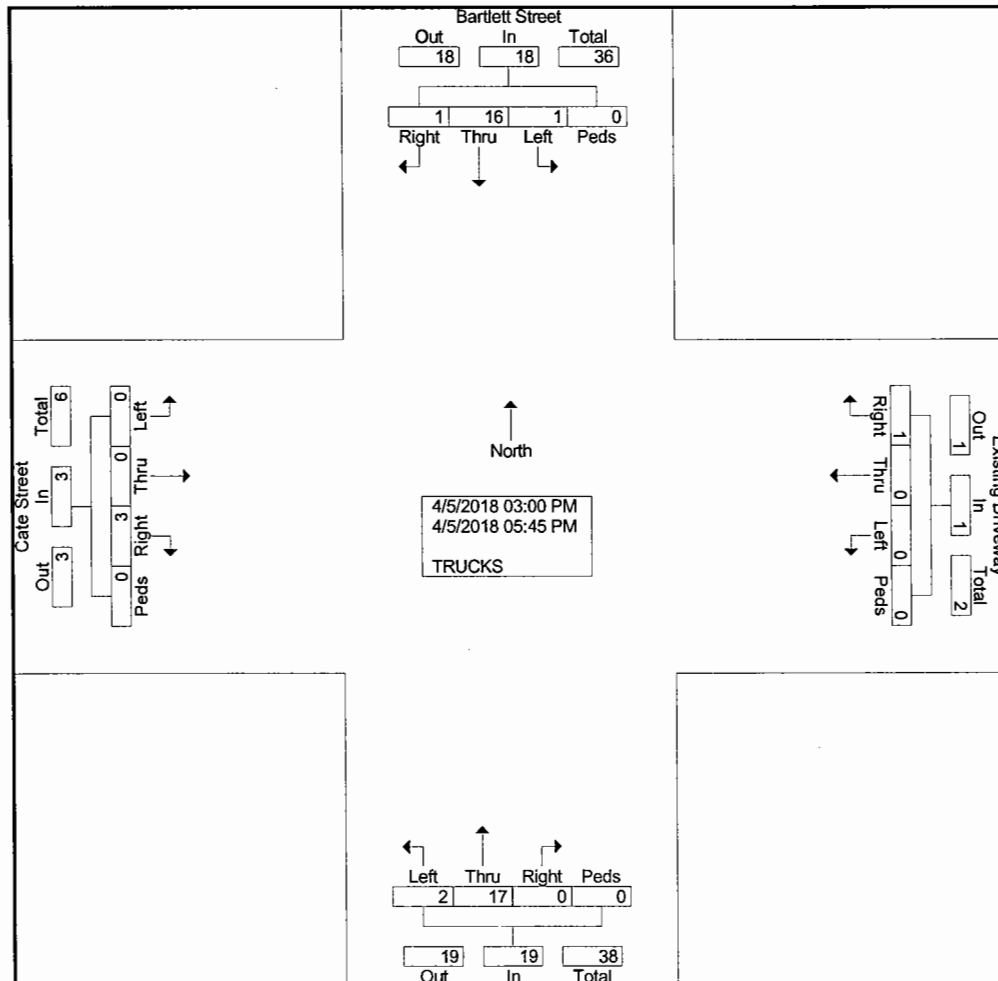 Bartlett Street
Out In Total
18 18 36
1 16 1 0
Right Thru Left Peds
Cate Street
Total In Out
6 3 3
0 0 3 0
Left Thru Right Peds
North
4/5/2018 03:00 PM
4/5/2018 05:45 PM
TRUCKS
Right Thru Left Peds
1 0 0 0
Out In Total
1 1 2
Existing Driveway
Left Thru Right Peds
2 17 0 0
19 19 38
Out In Total